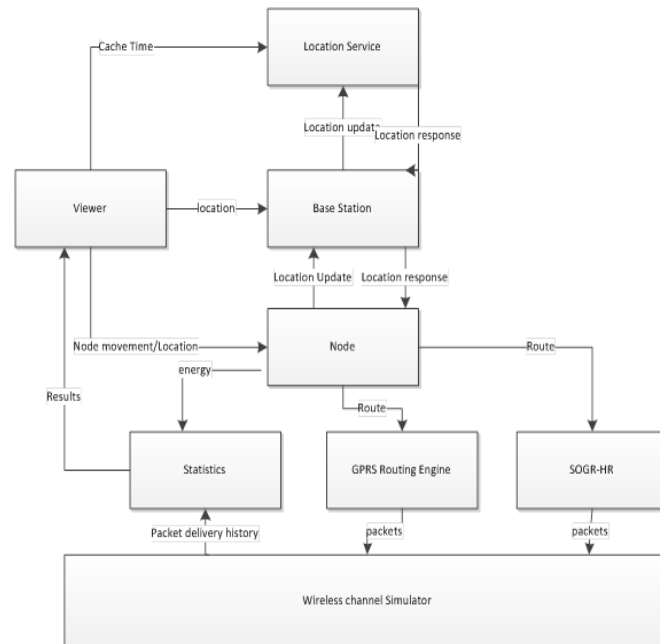 Cache Time
Location Service
Location update
Location response
Viewer
location
Base Station
Location Update
Location response
Node movement/Location
Node
Route
energy
Results
Route
Statistics
GPRS Routing Engine
SOGR-HR
Packet delivery history
packets
packets
Wireless channel Simulator